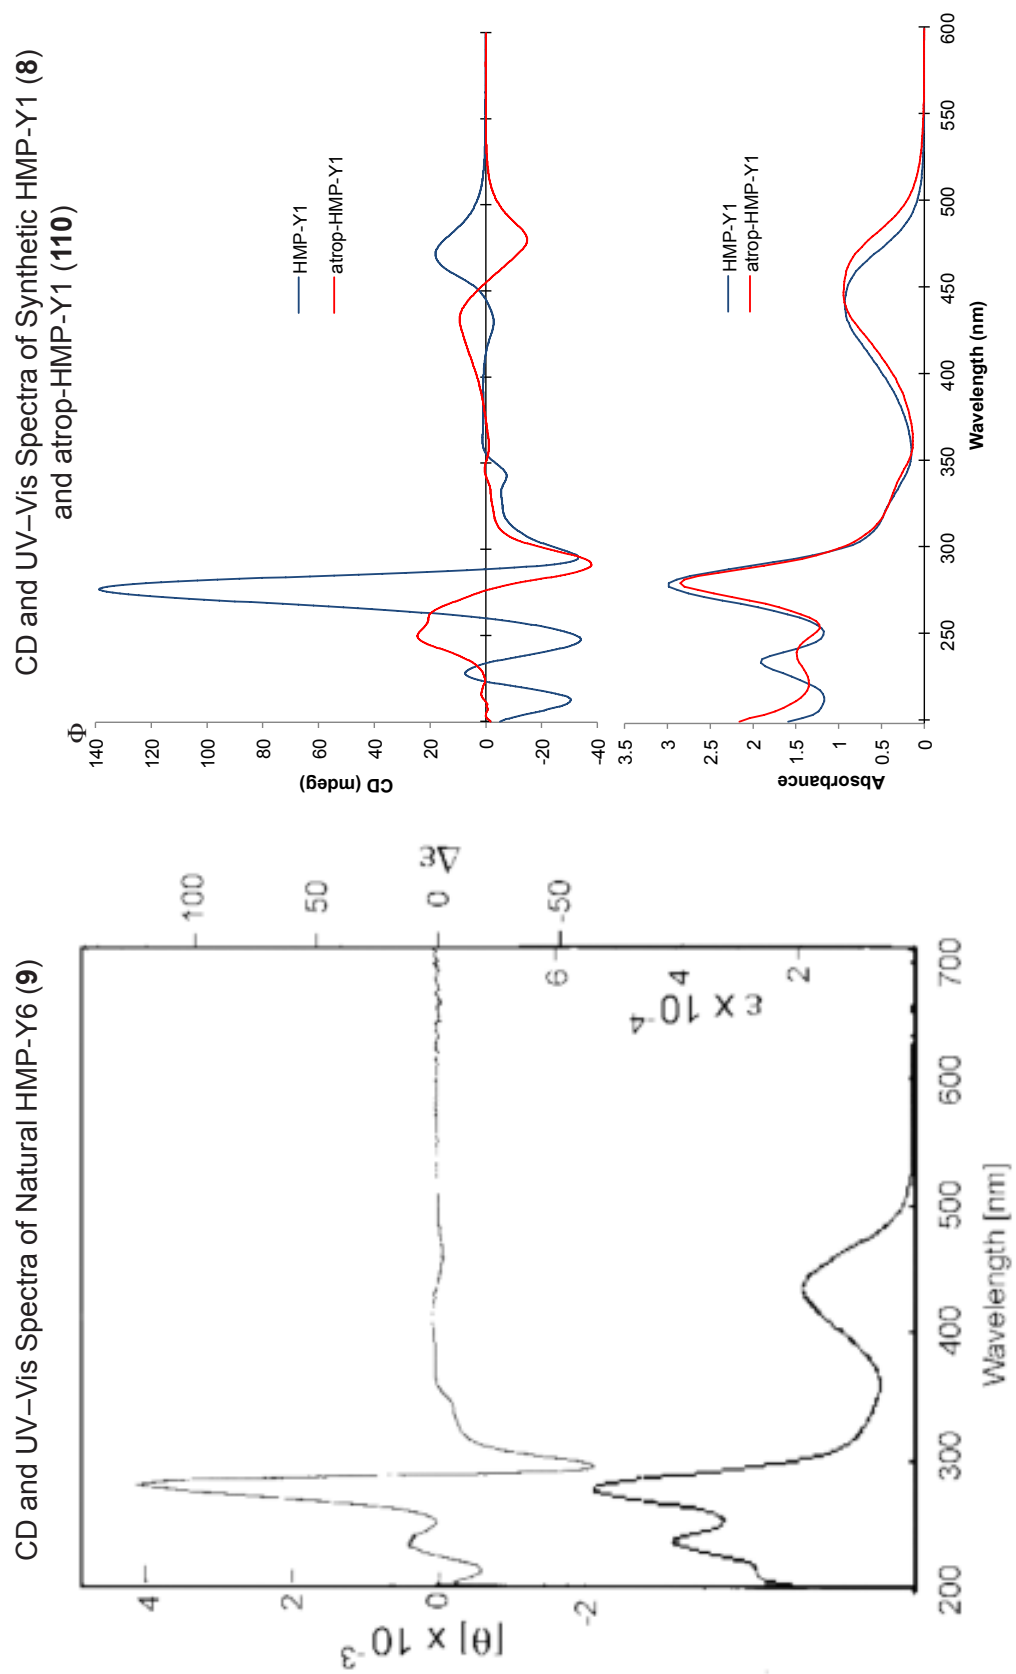 CD and UV–Vis Spectra of Natural HMP-Y6 (9)
[θ] x 10-3
4
2
0
-2
100
50
0
-50
Δε
6
4
2
ε x 10-4
200
300
400
500
600
700
Wavelength [nm]
CD and UV–Vis Spectra of Synthetic HMP-Y1 (8)
and atrop-HMP-Y1 (110)
Φ
140
120
100
80
60
40
20
0
-20
-40
CD (mdeg)
HMP-Y1
atrop-HMP-Y1
3.5
3
2.5
2
1.5
1
0.5
0
Absorbance
HMP-Y1
atrop-HMP-Y1
250
300
350
400
450
500
550
600
Wavelength (nm)